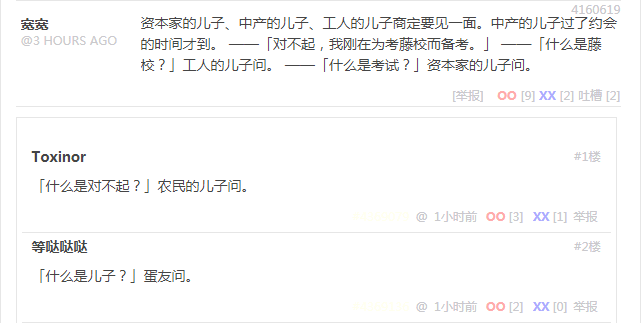 4160619
窓窓
@3 HOURS AGO
资本家的儿子、中产的儿子、工人的儿子商定要见一面。中产的儿子过了约会
的时间才到。 ——「对不起，我刚在为考藤校而备考。」 ——「什么是藤
校？」工人的儿子问。 ——「什么是考试？」资本家的儿子问。
[举报] OO [9] XX [2] 吐槽 [2]
Toxinor #1楼
「什么是对不起？」农民的儿子问。
@ 1小时前 OO [3] XX [1] 举报
等哒哒哒 #2楼
「什么是儿子？」蛋友问。
@ 1小时前 OO [2] XX [0] 举报